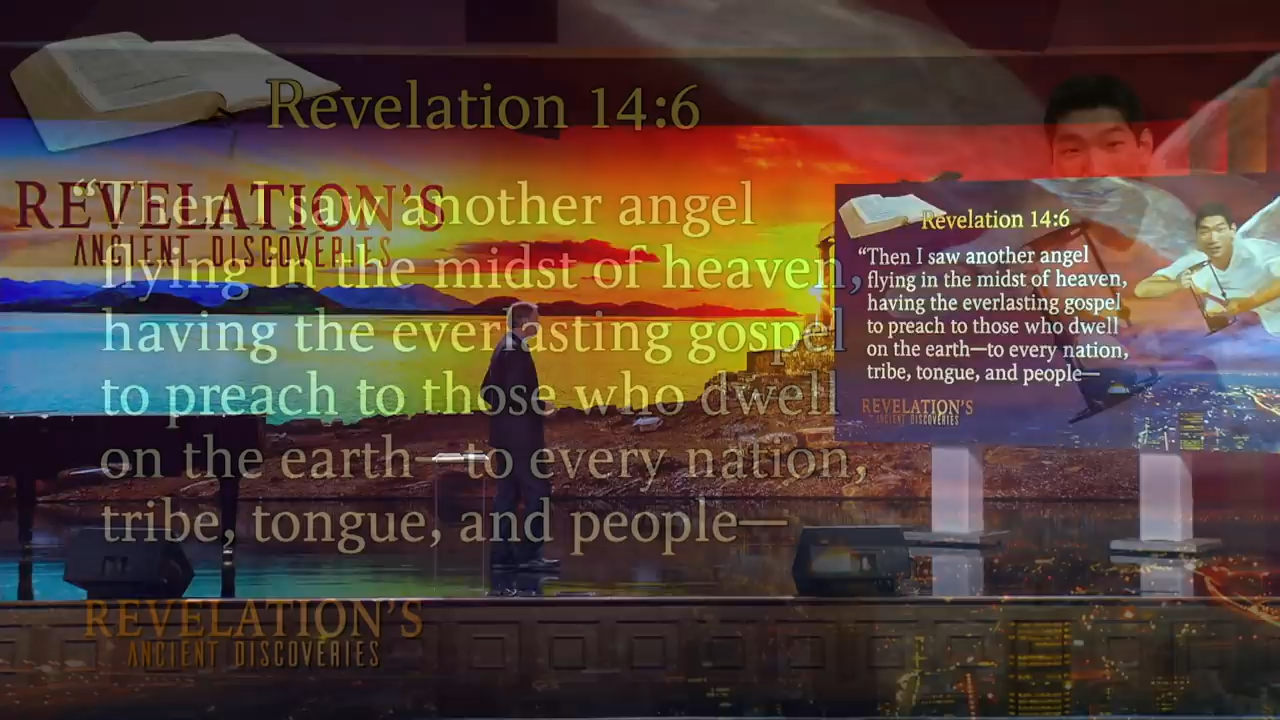 Revelation 14:6
“Then I saw another angel
flying in the midst of heaven,
having the everlasting gospel
to preach to those who dwell
on the earth—to every nation,
tribe, tongue, and people—
REVELATION'S
ANCIENT DISCOVERIES
REVELATION'S
ANCIENT DISCOVERIES
Revelation 14:6
“Then I saw another angel
flying in the midst of heaven,
having the everlasting gospel
to preach to those who dwell
on the earth—to every nation,
tribe, tongue, and people—
REVELATION'S
ANCIENT DISCOVERIES